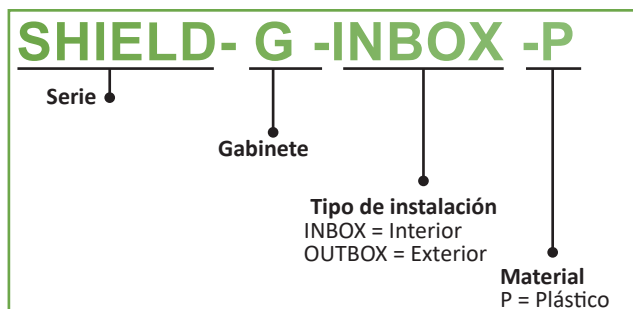 SHIELD- G -INBOX -P
Serie
Gabinete
Tipo de instalación
INBOX = Interior
OUTBOX = Exterior
Material
P = Plástico